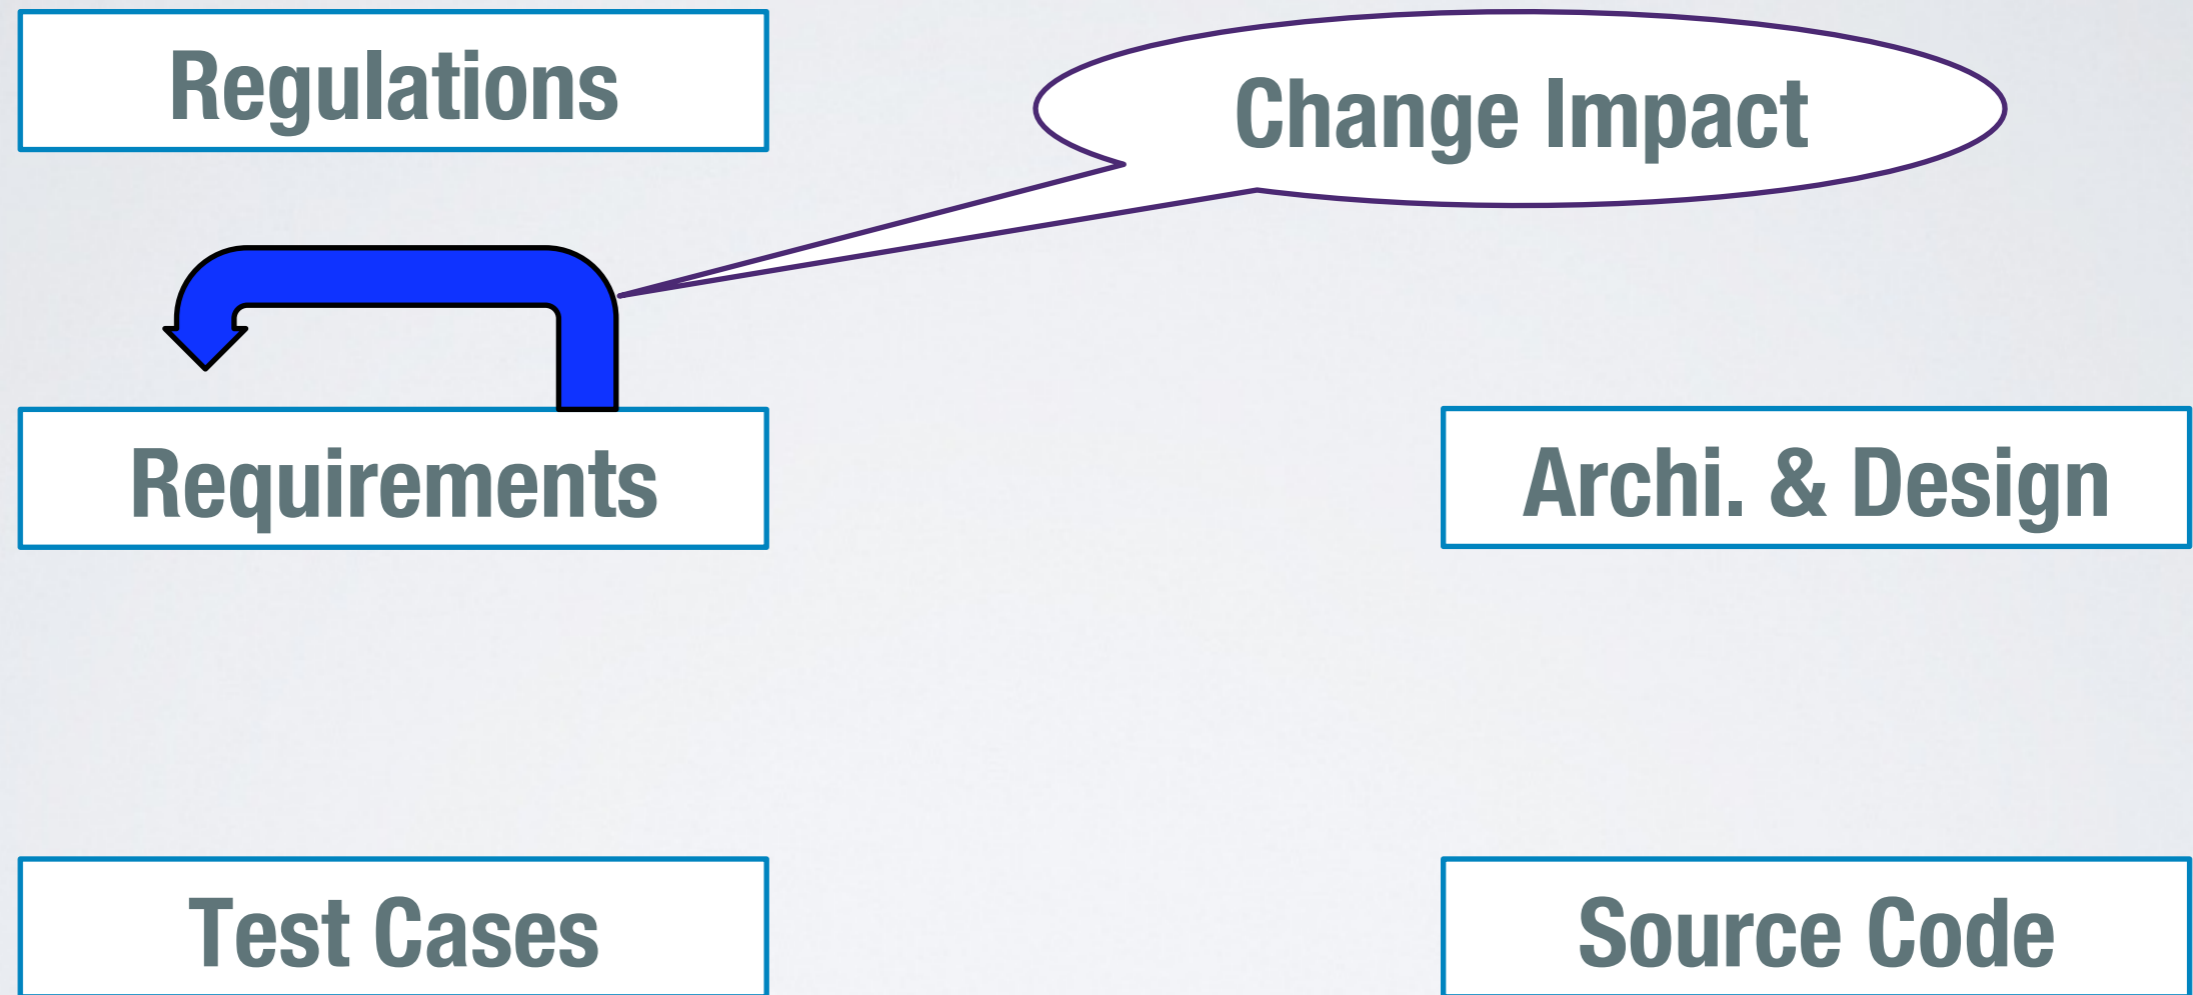 Regulations
Change Impact
Requirements
Archi. & Design
Test Cases
Source Code